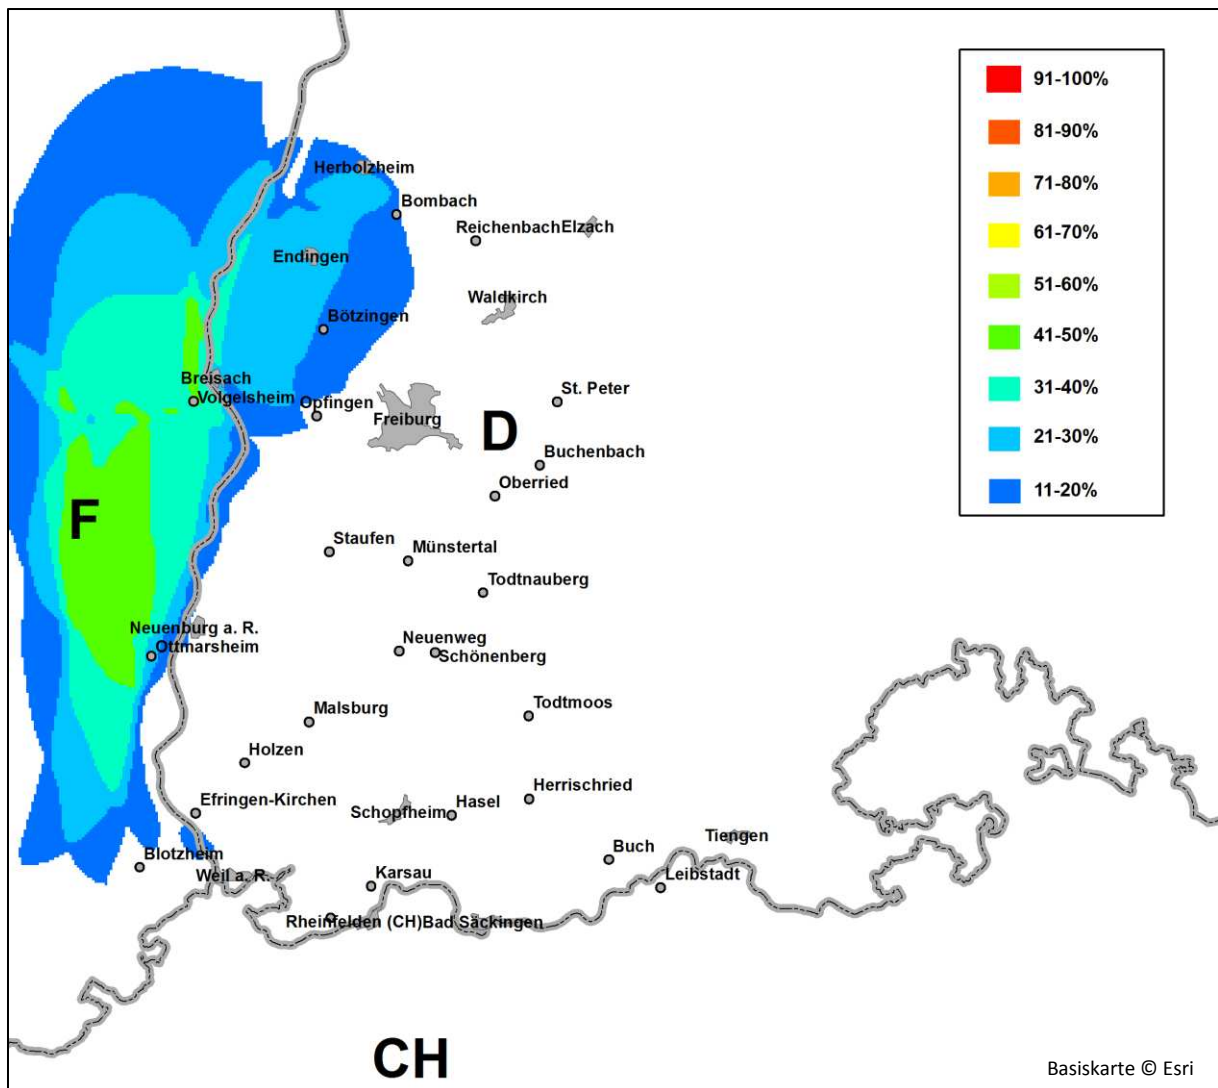 91-100%
81-90%
71-80%
61-70%
51-60%
41-50%
31-40%
21-30%
11-20%
Herbolzheim
Bombach
Reichenbach
Elzach
Endingen
Waldkirch
Bötzingen
Breisach
Volgelsheim
Opfingen
Freiburg
St. Peter
D
Buchenbach
Oberried
F
Staufen
Münstertal
Todtnauberg
Neuenburg a. R.
Ottmarsheim
Neuenweg
Schönenberg
Malsburg
Todtmoos
Holzen
Efringen-Kirchen
Schopfheim
Hasel
Herrischried
Tiengen
Blotzheim
Buch
Weil a. R.
Karsau
Leibstadt
Rheinfelden (CH)
Bad Säckingen
CH
Basiskarte © Esri